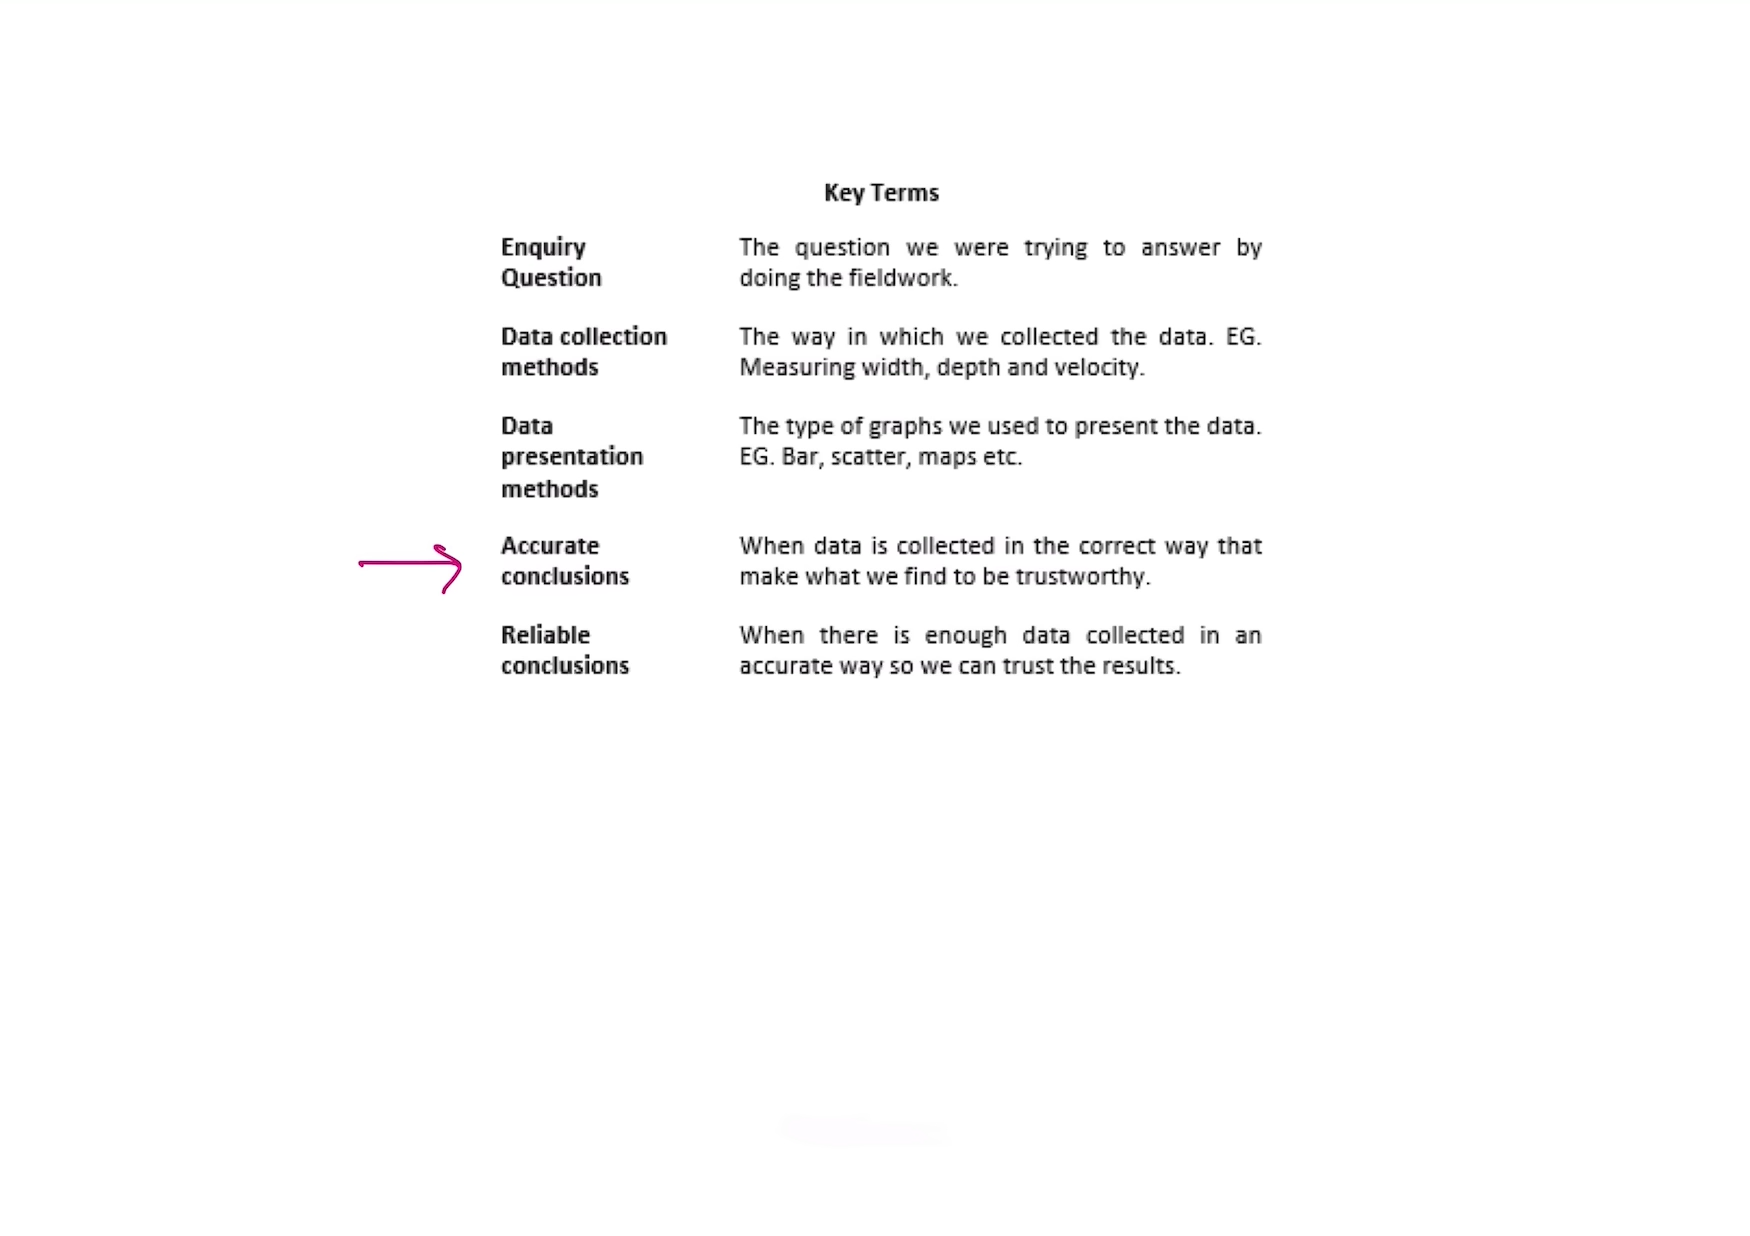 Key Terms
Enquiry
Question
The question we were trying to answer by
doing the fieldwork.
Data collection
methods
The way in which we collected the data. EG.
Measuring width, depth and velocity.
Data
presentation
methods
The type of graphs we used to present the data.
EG. Bar, scatter, maps etc.
Accurate
conclusions
When data is collected in the correct way that
make what we find to be trustworthy.
Reliable
conclusions
When there is enough data collected in an
accurate way so we can trust the results.